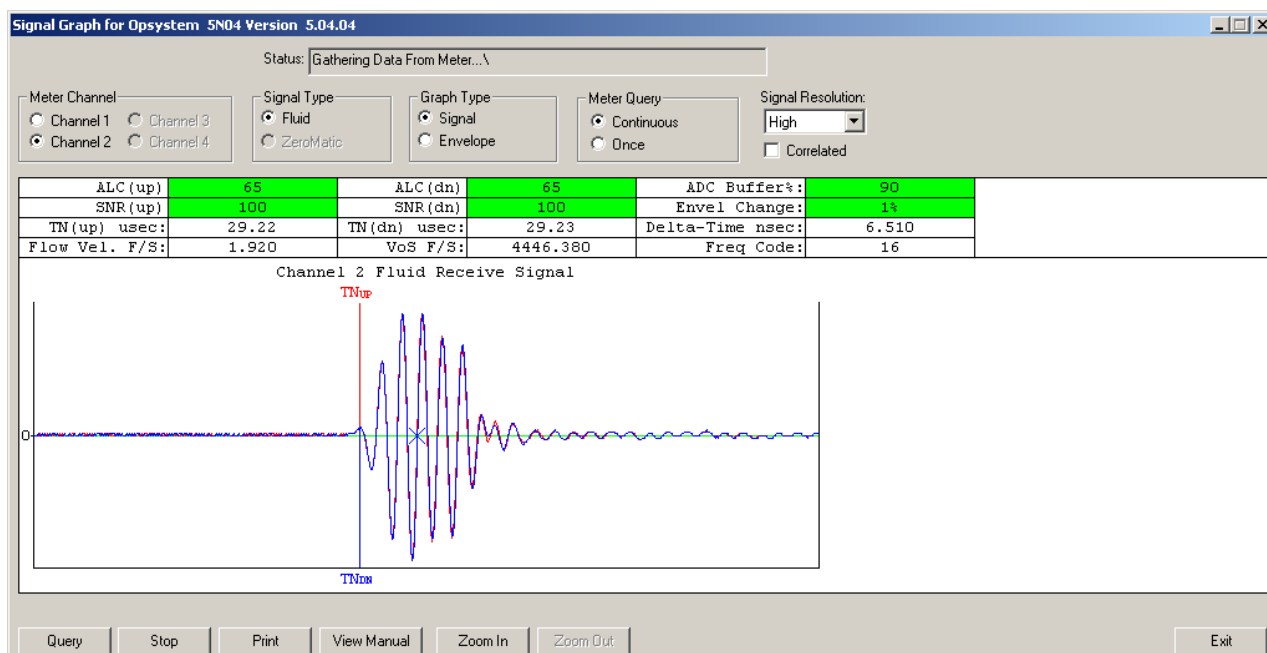 Signal Graph for Opsystem 5N04 Version 5.04.04
Status: Gathering Data From Meter...\
Meter Channel
Channel 1 Channel 3
Channel 2 Channel 4
Signal Type
Fluid
ZeroMatic
Graph Type
Signal
Envelope
Meter Query
Continuous
Once
Signal Resolution:
High
Correlated
ALC(up) 65 ALC(dn) 65 ADC Buffer%: 90
SNR(up) 100 SNR(dn) 100 Envel Change: 1%
TN(up) usec: 29.22 TN(dn) usec: 29.23 Delta-Time nsec: 6.510
Flow Vel. F/S: 1.920 VoS F/S: 4446.380 Freq Code: 16
Channel 2 Fluid Receive Signal
TNUP
0
TNDN
Query Stop Print View Manual Zoom In Zoom Out Exit